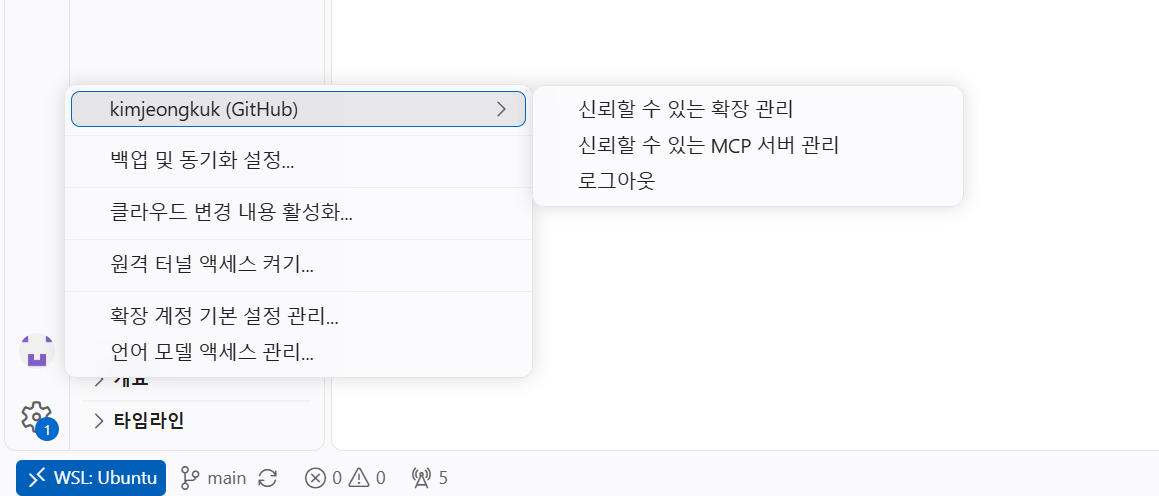 kimjeongkuk (GitHub)
백업 및 동기화 설정...
클라우드 변경 내용 활성화...
원격 터널 액세스 켜기...
확장 계정 기본 설정 관리...
언어 모델 액세스 관리...
신뢰할 수 있는 확장 관리
신뢰할 수 있는 MCP 서버 관리
로그아웃
개요
타임라인
1
WSL: Ubuntu main 0 0 5